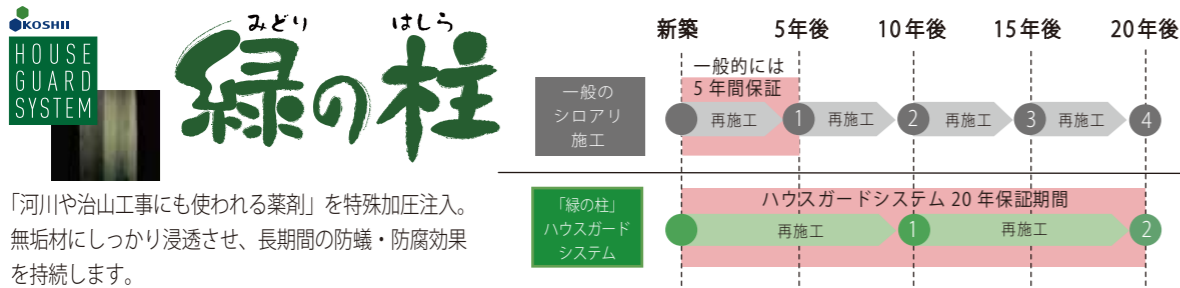 KOSHII
HOUSE
GUARD
SYSTEM
みどり はしら
緑の柱
「河川や治山工事にも使われる薬剤」を特殊加圧注入。
無垢材にしっかり浸透させ、長期間の防蟻・防腐効果
を持続します。
新築 5年後 10年後 15年後 20年後
一般的には
5年間保証
一般の
シロアリ
施工
再施工 1 再施工 2 再施工 3 再施工 4
ハウスガードシステム20年保証期間
「緑の柱」
ハウスガード
システム
再施工 1 再施工 2